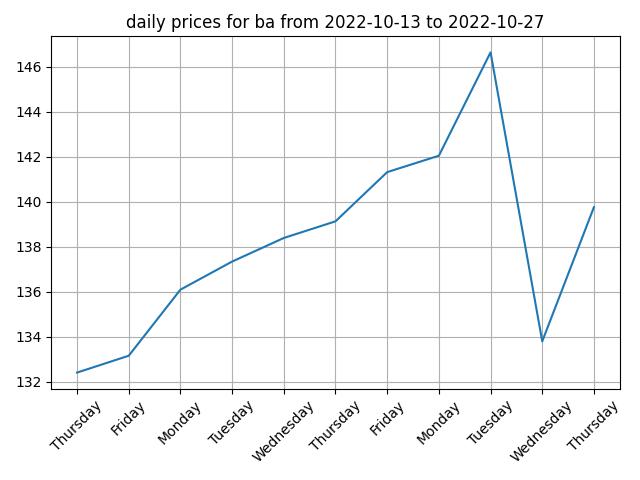 daily prices for ba from 2022-10-13 to 2022-10-27
146
144
142
140
138
136
134
132
Thursday
Friday
Monday
Tuesday
Wednesday
Thursday
Friday
Monday
Tuesday
Wednesday
Thursday